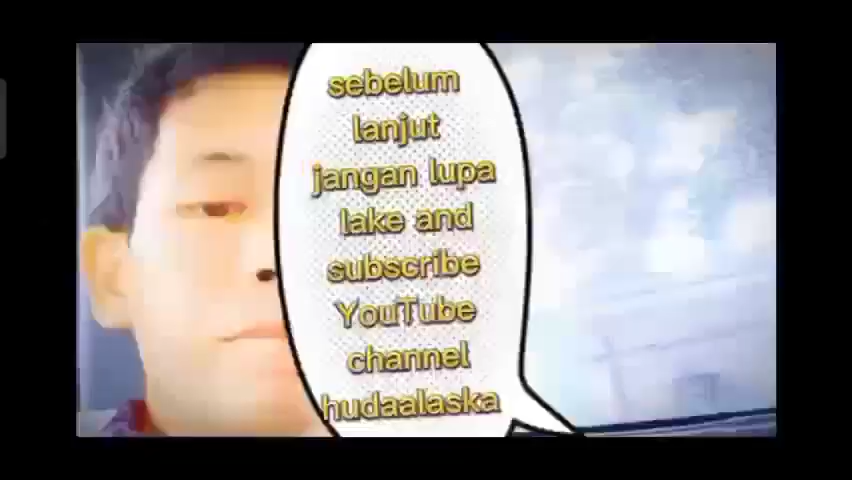 sebelum
lanjut
jangan lupa
lake and
subscribe
YouTube
channel
hudaalaska